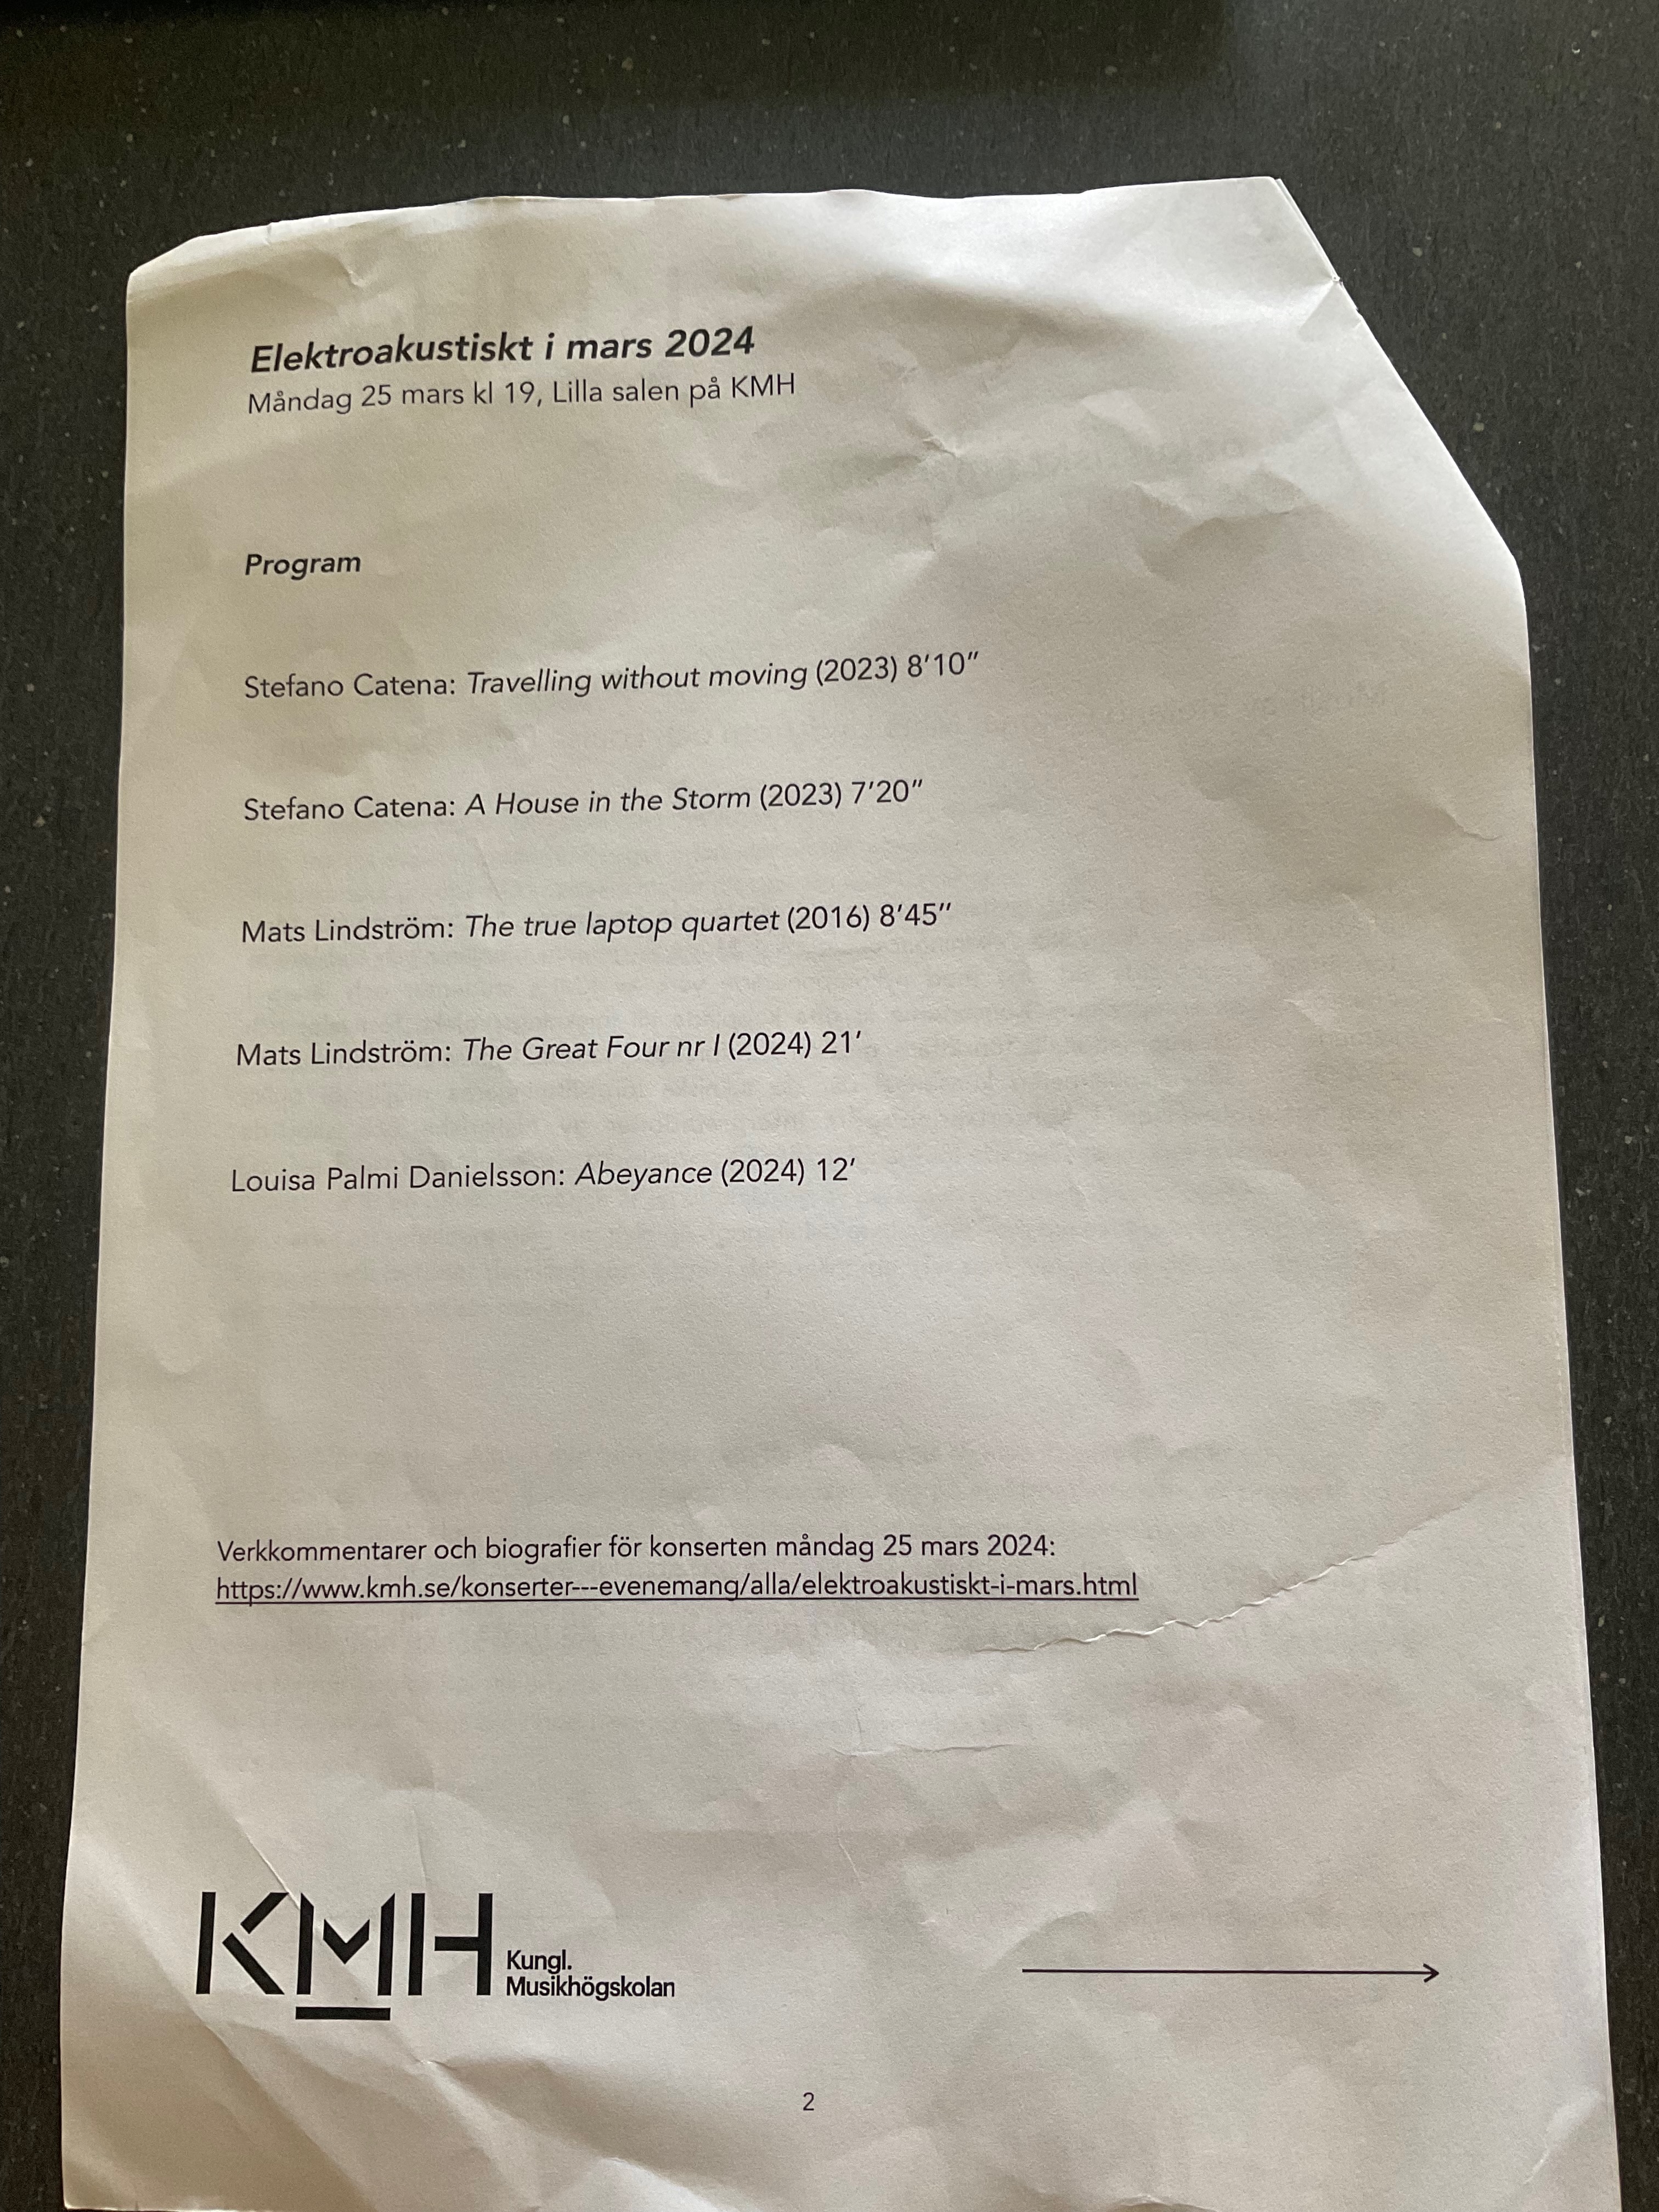 Elektroakustiskt i mars 2024
Måndag 25 mars kl 19, Lilla salen på KMH
Program
Stefano Catena: Travelling without moving (2023) 8’10”
Stefano Catena: A House in the Storm (2023) 7’20”
Mats Lindström: The true laptop quartet (2016) 8’45’’
Mats Lindström: The Great Four nr I (2024) 21’
Louisa Palmi Danielsson: Abeyance (2024) 12’
Verkkommentarer och biografier för konserten måndag 25 mars 2024:
https://www.kmh.se/konserter---evenemang/alla/elektroakustiskt-i-mars.html
KMH
Kungl.
Musikhögskolan
2